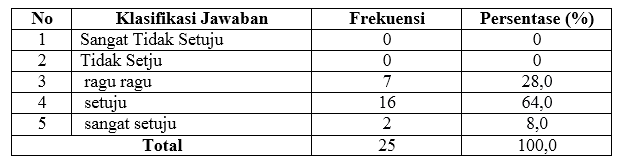 No Klasifikasi Jawaban Frekuensi Persentase (%)
1 Sangat Tidak Setuju 0 0
2 Tidak Setju 0 0
3 ragu ragu 7 28,0
4 setuju 16 64,0
5 sangat setuju 2 8,0
Total 25 100,0